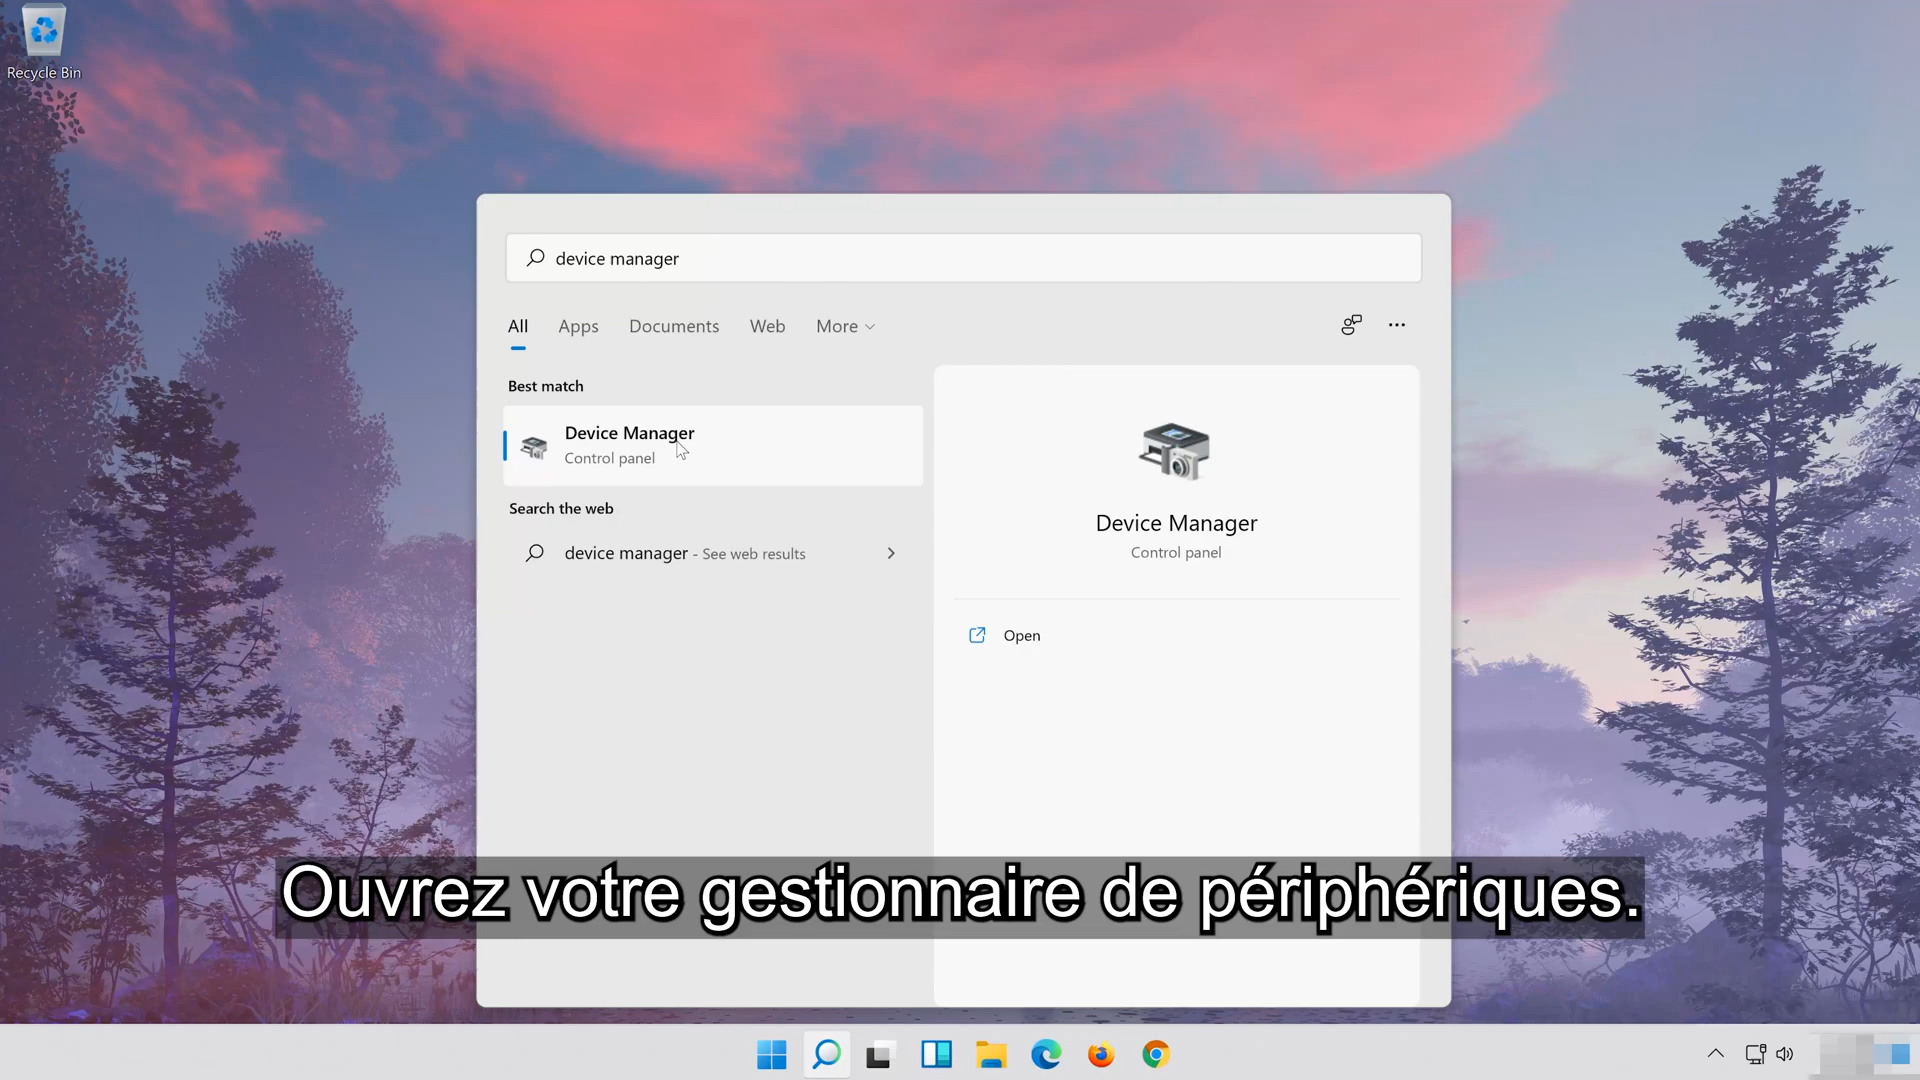 Recycle Bin
device manager
All Apps Documents Web More
Best match
Device Manager
Control panel
Search the web
device manager - See web results
Device Manager
Control panel
Open
Ouvrez votre gestionnaire de périphériques.